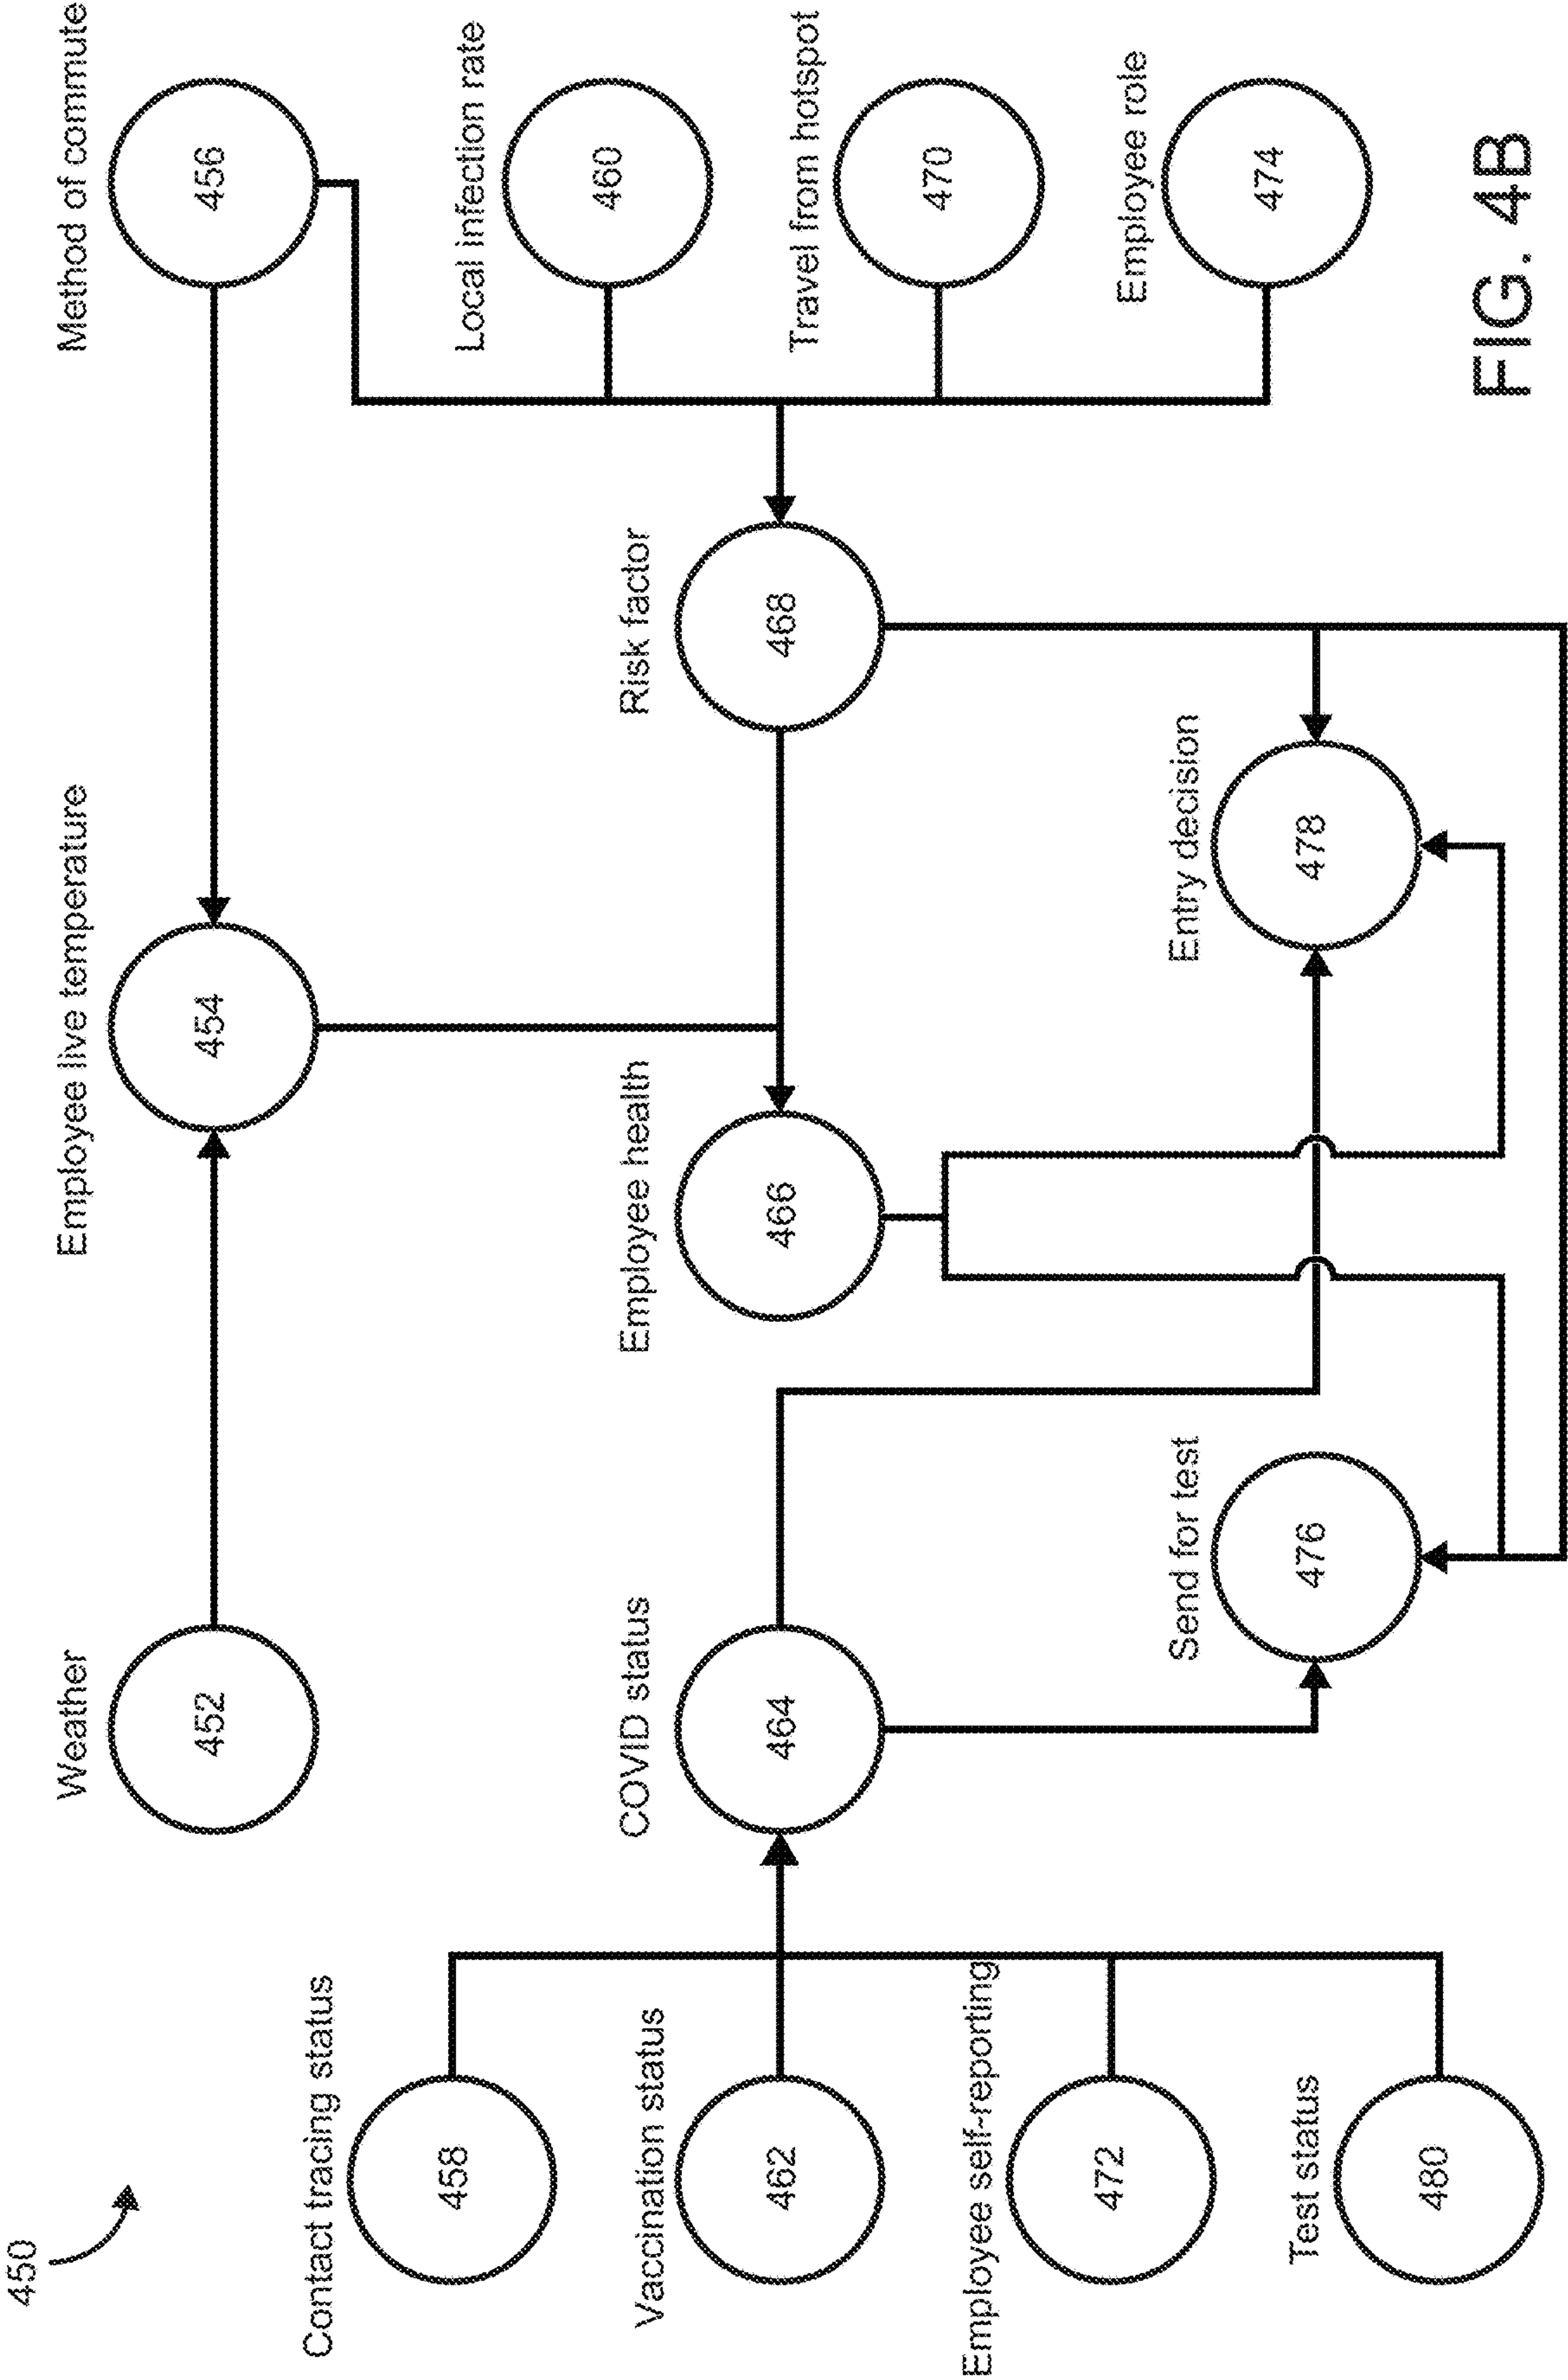 450
Weather
452
Employee live temperature
454
Method of commute
456
Contact tracing status
458
Local infection rate
460
Vaccination status
462
COVID status
464
Employee health
466
Risk factor
468
Travel from hotspot
470
Employee self-reporting
472
Employee role
474
Send for test
476
Entry decision
478
Test status
480
FIG. 4B